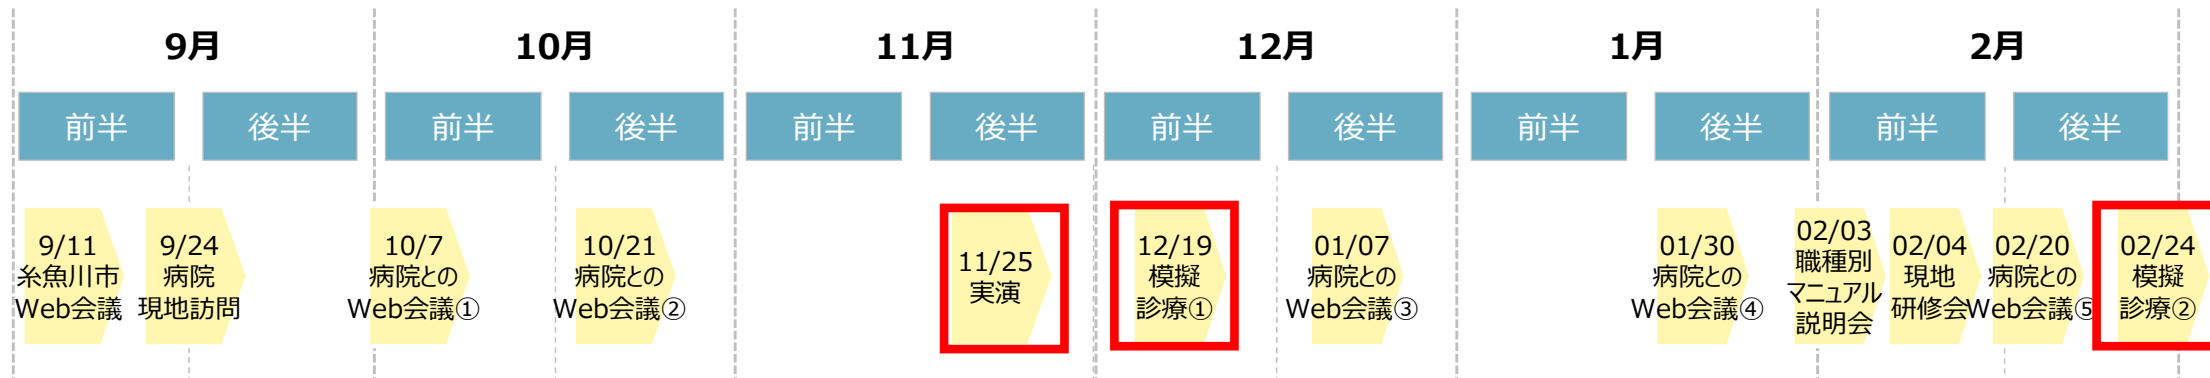 9月
10月
11月
12月
1月
2月
前半
後半
前半
後半
前半
後半
前半
後半
前半
後半
前半
後半
9/11
糸魚川市
Web会議
9/24
病院
現地訪問
10/7
病院との
Web会議①
10/21
病院との
Web会議②
11/25
実演
12/19
模擬
診療①
01/07
病院との
Web会議③
01/30
病院との
Web会議④
02/03
職種別
マニュアル
説明会
02/04
現地
研修会
02/20
病院との
Web会議⑤
02/24
模擬
診療②